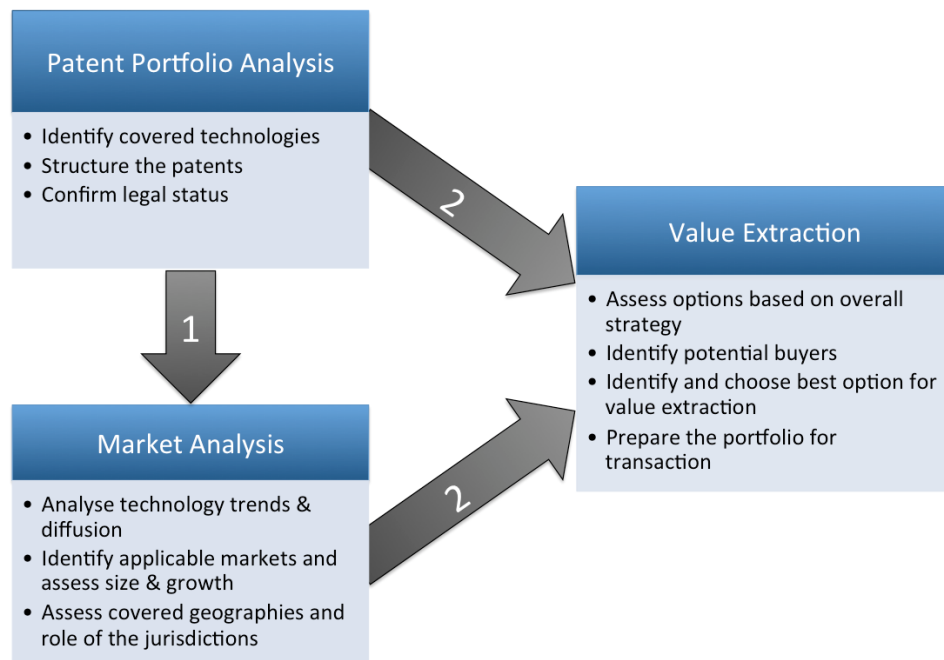 Patent Portfolio Analysis
• Identify covered technologies
• Structure the patents
• Confirm legal status
1
2
Market Analysis
• Analyse technology trends &
diffusion
• Identify applicable markets and
assess size & growth
• Assess covered geographies and
role of the jurisdictions
2
Value Extraction
• Assess options based on overall
strategy
• Identify potential buyers
• Identify and choose best option for
value extraction
• Prepare the portfolio for
transaction